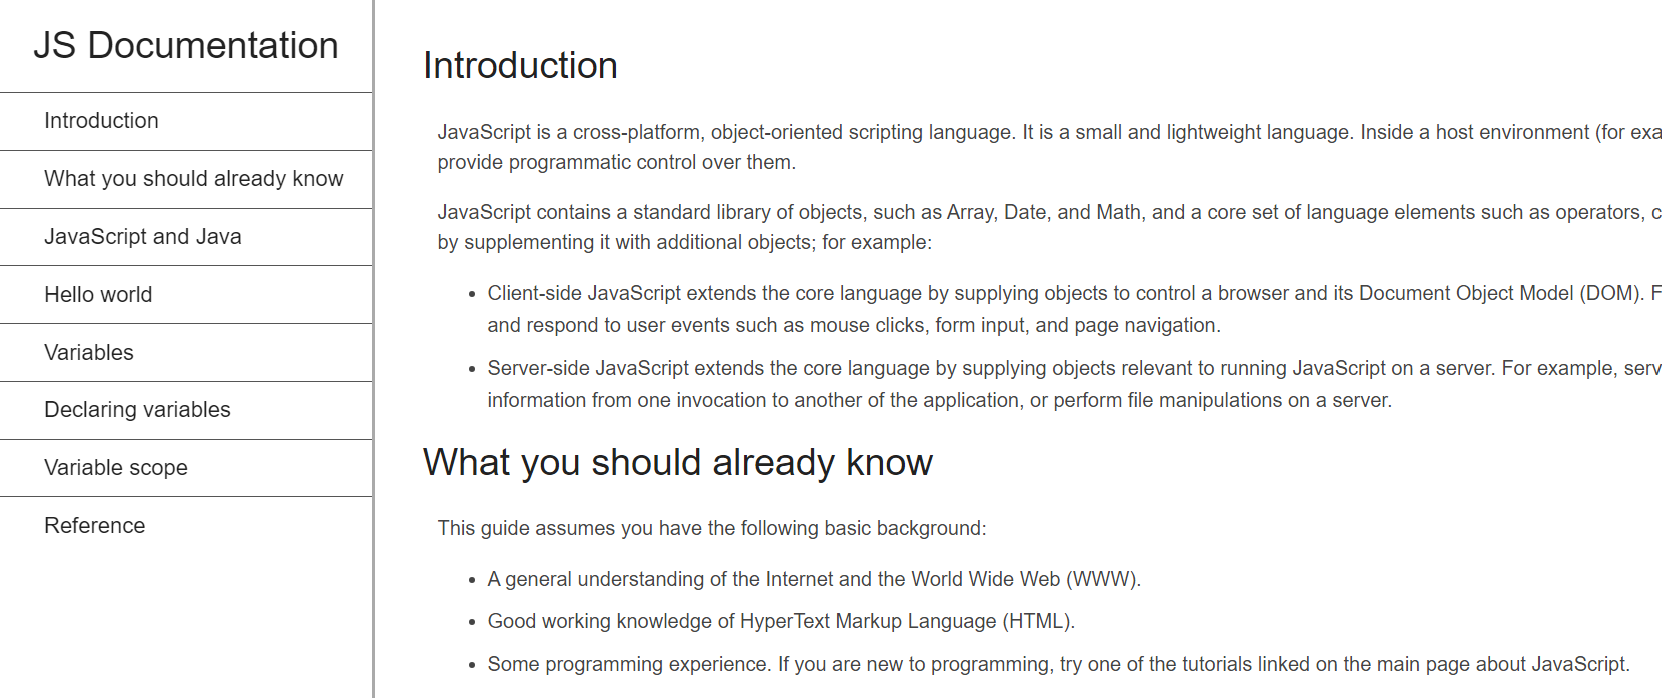 JS Documentation
Introduction
What you should already know
JavaScript and Java
Hello world
Variables
Declaring variables
Variable scope
Reference
Introduction
JavaScript is a cross-platform, object-oriented scripting language. It is a small and lightweight language. Inside a host environment (for exa
provide programmatic control over them.
JavaScript contains a standard library of objects, such as Array, Date, and Math, and a core set of language elements such as operators, c
by supplementing it with additional objects; for example:
• Client-side JavaScript extends the core language by supplying objects to control a browser and its Document Object Model (DOM). F
and respond to user events such as mouse clicks, form input, and page navigation.
• Server-side JavaScript extends the core language by supplying objects relevant to running JavaScript on a server. For example, serv
information from one invocation to another of the application, or perform file manipulations on a server.
What you should already know
This guide assumes you have the following basic background:
• A general understanding of the Internet and the World Wide Web (WWW).
• Good working knowledge of HyperText Markup Language (HTML).
• Some programming experience. If you are new to programming, try one of the tutorials linked on the main page about JavaScript.